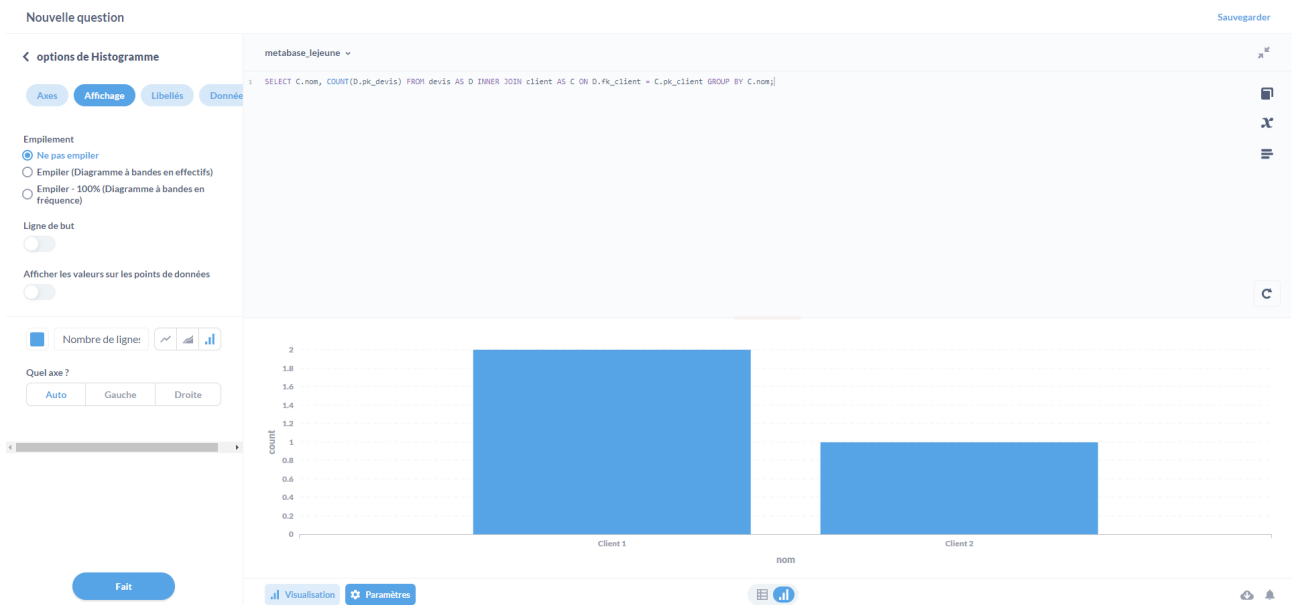 Nouvelle question
Sauvegarder
options de Histogramme
Axes
Affichage
Libellés
Donnée
Empilement
Ne pas empiler
Empiler (Diagramme à bandes en effectifs)
Empiler - 100% (Diagramme à bandes en
fréquence)
Ligne de but
Afficher les valeurs sur les points de données
Nombre de lignes
Quel axe ?
Auto
Gauche
Droite
Fait
metabase_lejeune
1 SELECT C.nom, COUNT(D.pk_devis) FROM devis AS D INNER JOIN client AS C ON D.fk_client = C.pk_client GROUP BY C.nom;
2
1.8
1.6
1.4
1.2
1
0.8
0.6
0.4
0.2
0
count
Client 1
Client 2
nom
Visualisation
Paramètres